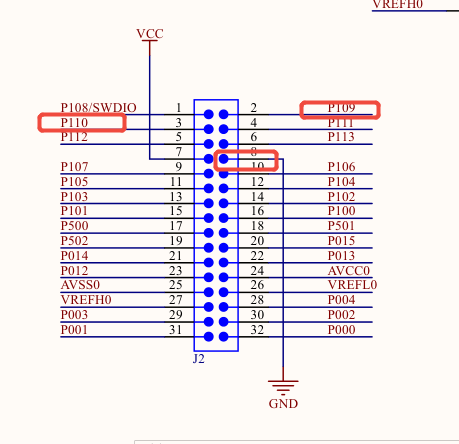 VREFH0
VCC
P108/SWDIO 1 2 P109
P110 3 4 P111
P112 5 6 P113
7 8
P107 9 10 P106
P105 11 12 P104
P103 13 14 P102
P101 15 16 P100
P500 17 18 P501
P502 19 20 P015
P014 21 22 P013
P012 23 24 AVCC0
AVSS0 25 26 VREFL0
VREFH0 27 28 P004
P003 29 30 P002
P001 31 32 P000
J2
GND